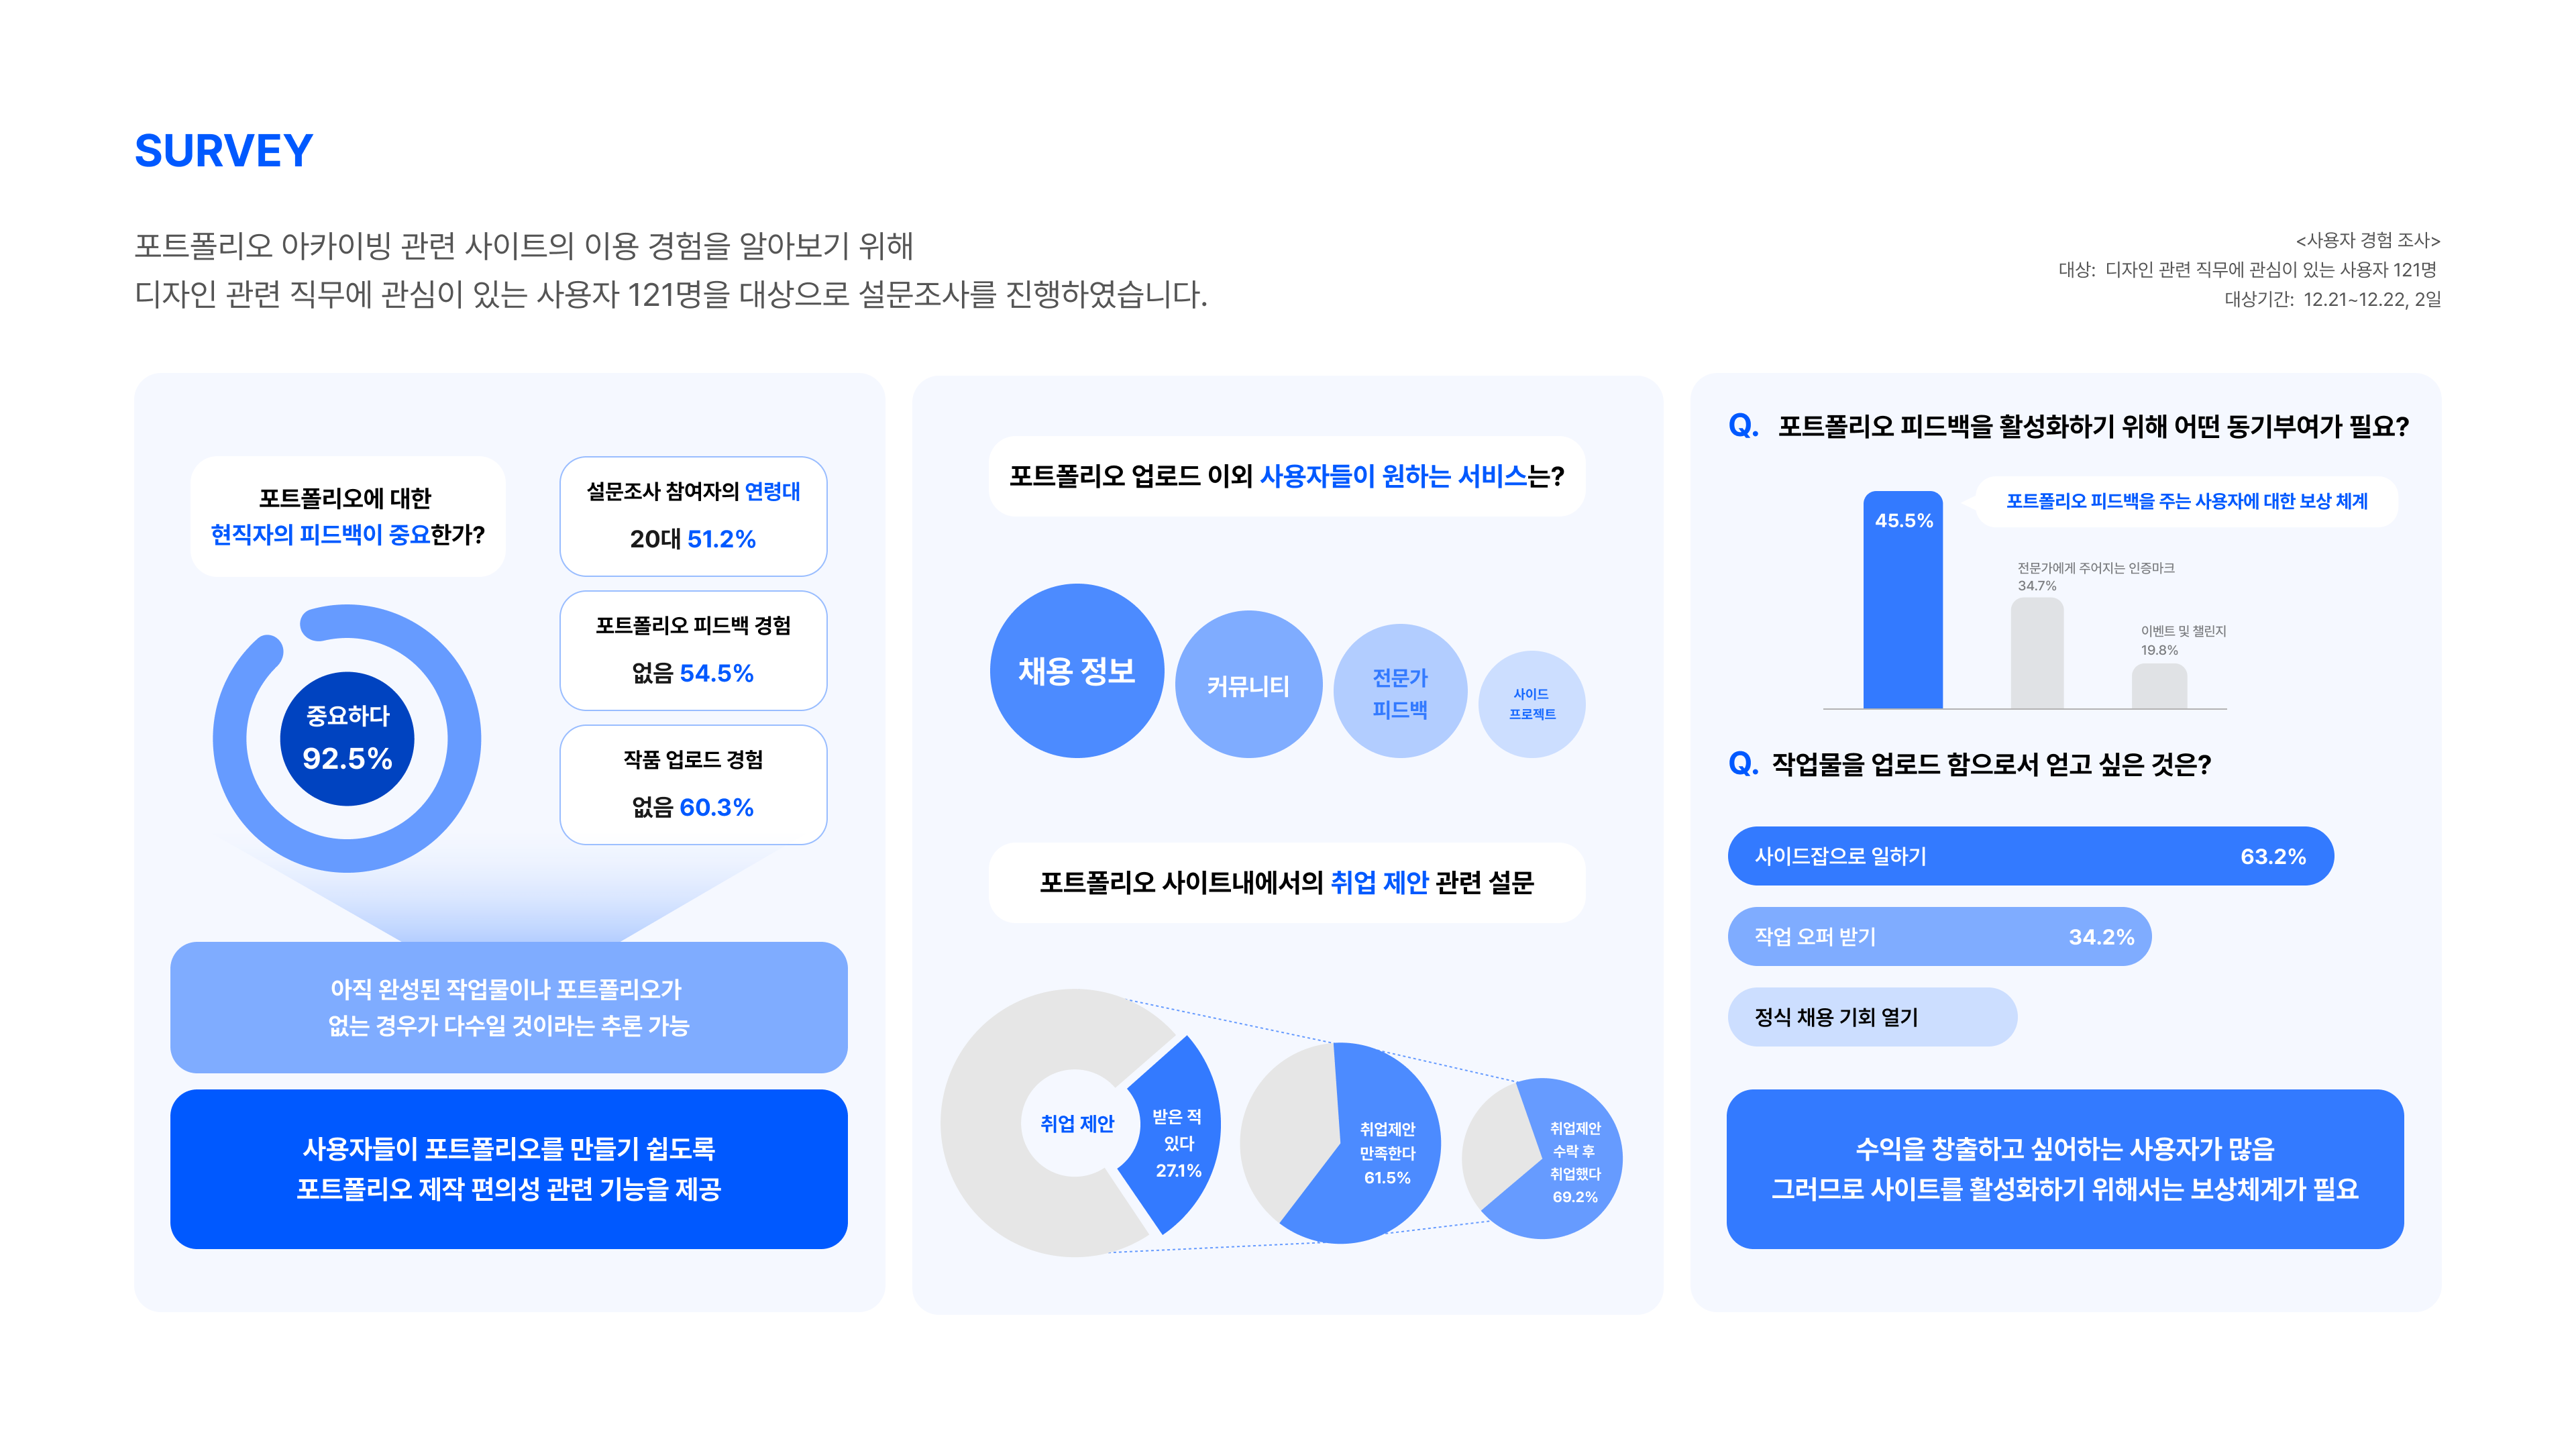 SURVEY
포트폴리오 아카이빙 관련 사이트의 이용 경험을 알아보기 위해
디자인 관련 직무에 관심이 있는 사용자 121명을 대상으로 설문조사를 진행하였습니다.
<사용자 경험 조사>
대상: 디자인 관련 직무에 관심이 있는 사용자 121명
대상기간: 12.21~12.22, 2일
포트폴리오에 대한
현직자의 피드백이 중요한가?
중요하다
92.5%
설문조사 참여자의 연령대
20대 51.2%
포트폴리오 피드백 경험
없음 54.5%
작품 업로드 경험
없음 60.3%
아직 완성된 작업물이나 포트폴리오가
없는 경우가 다수일 것이라는 추론 가능
사용자들이 포트폴리오를 만들기 쉽도록
포트폴리오 제작 편의성 관련 기능을 제공
포트폴리오 업로드 이외 사용자들이 원하는 서비스는?
채용 정보
커뮤니티
전문가
피드백
사이드
프로젝트
포트폴리오 사이트내에서의 취업 제안 관련 설문
취업 제안
받은 적
있다
27.1%
취업제안
만족한다
61.5%
취업제안
수락 후
취업했다
69.2%
Q. 포트폴리오 피드백을 활성화하기 위해 어떤 동기부여가 필요?
45.5%
포트폴리오 피드백을 주는 사용자에 대한 보상 체계
전문가에게 주어지는 인증마크
34.7%
이벤트 및 챌린지
19.8%
Q. 작업물을 업로드 함으로서 얻고 싶은 것은?
사이드잡으로 일하기 63.2%
작업 오퍼 받기 34.2%
정식 채용 기회 열기
수익을 창출하고 싶어하는 사용자가 많음
그러므로 사이트를 활성화하기 위해서는 보상체계가 필요